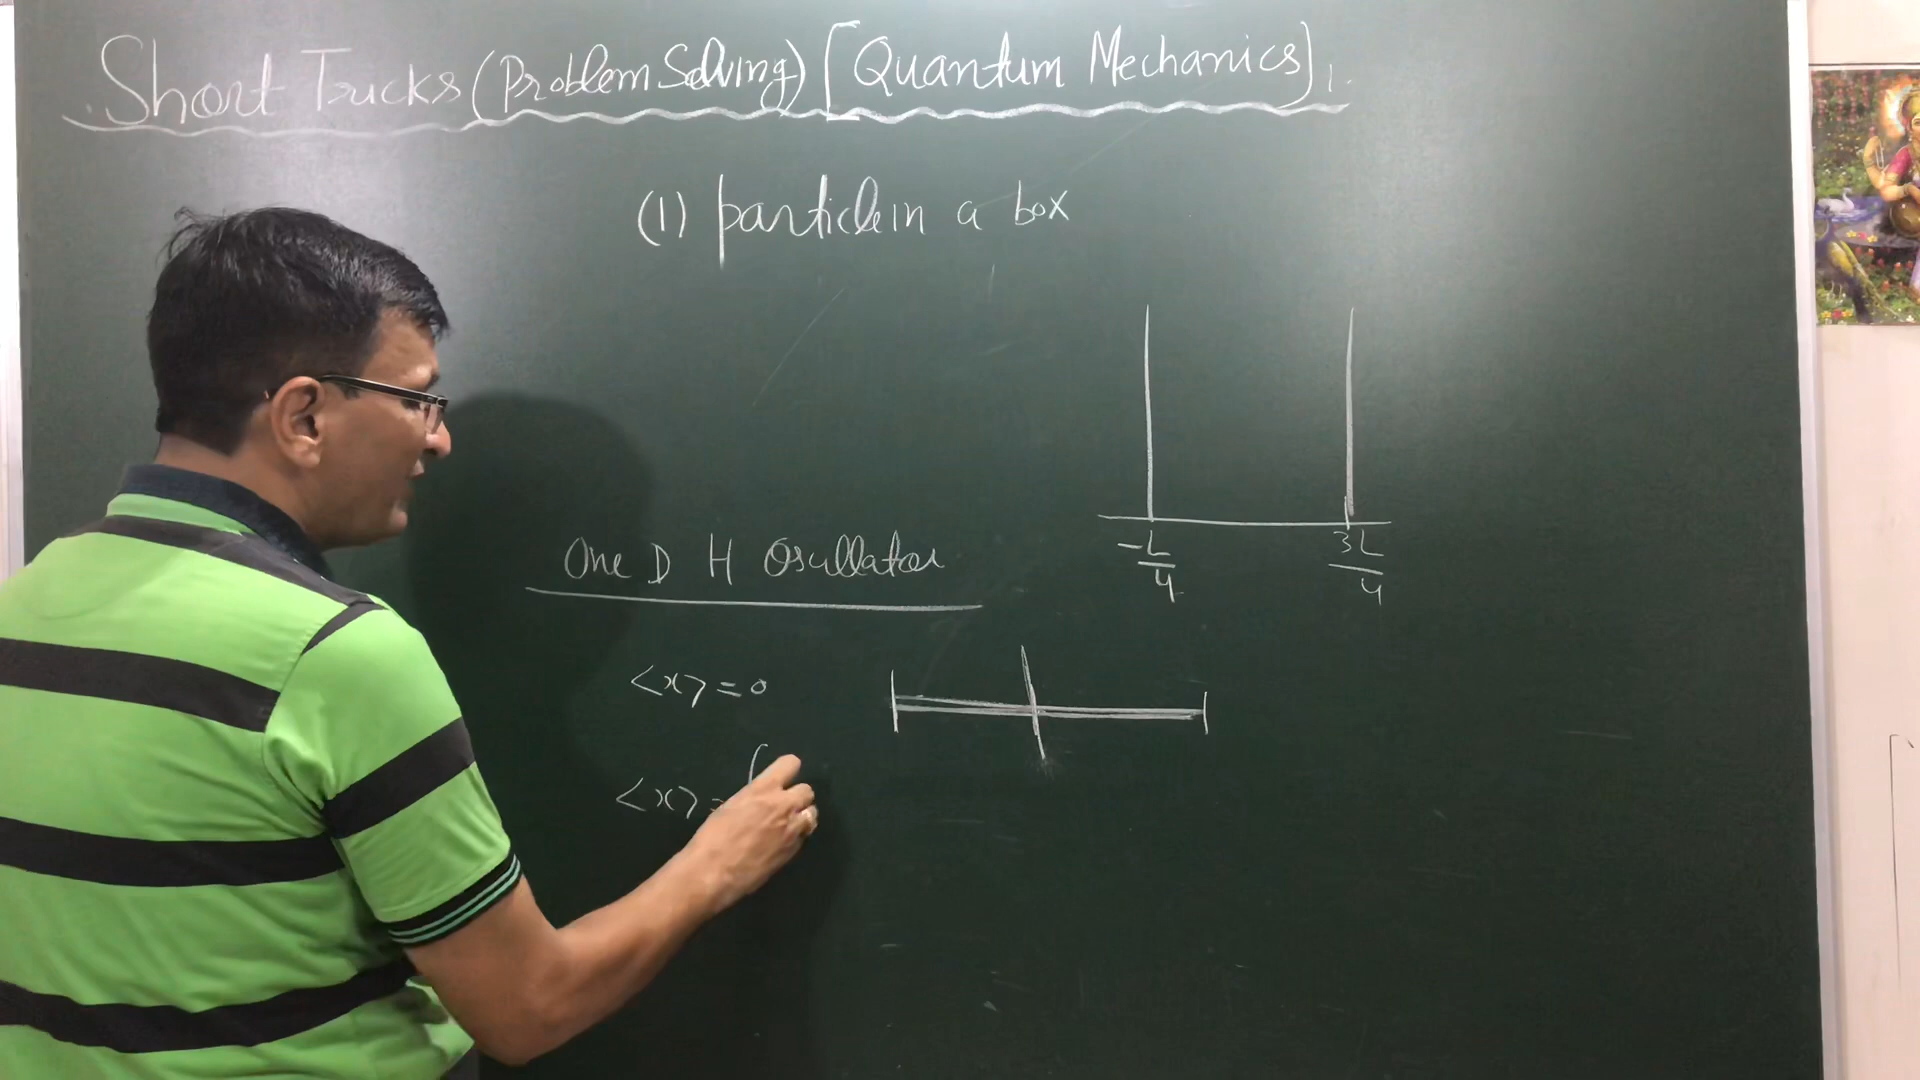 Short Tricks (Problem Solving) [Quantum Mechanics].
(1) particle in a box
-L/4 3L/4
One D H Oscillator
<x> = 0
<x> = ∫